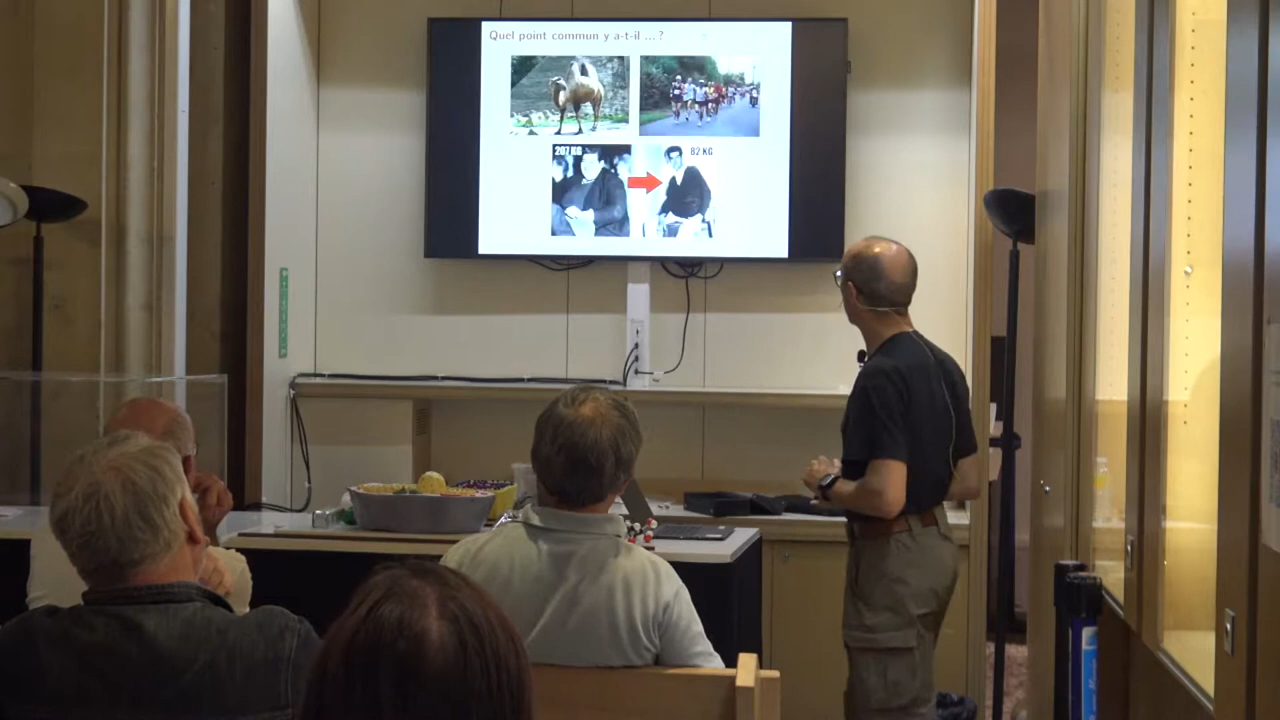 Quel point commun y a-t-il ... ?
207 KG
82 KG